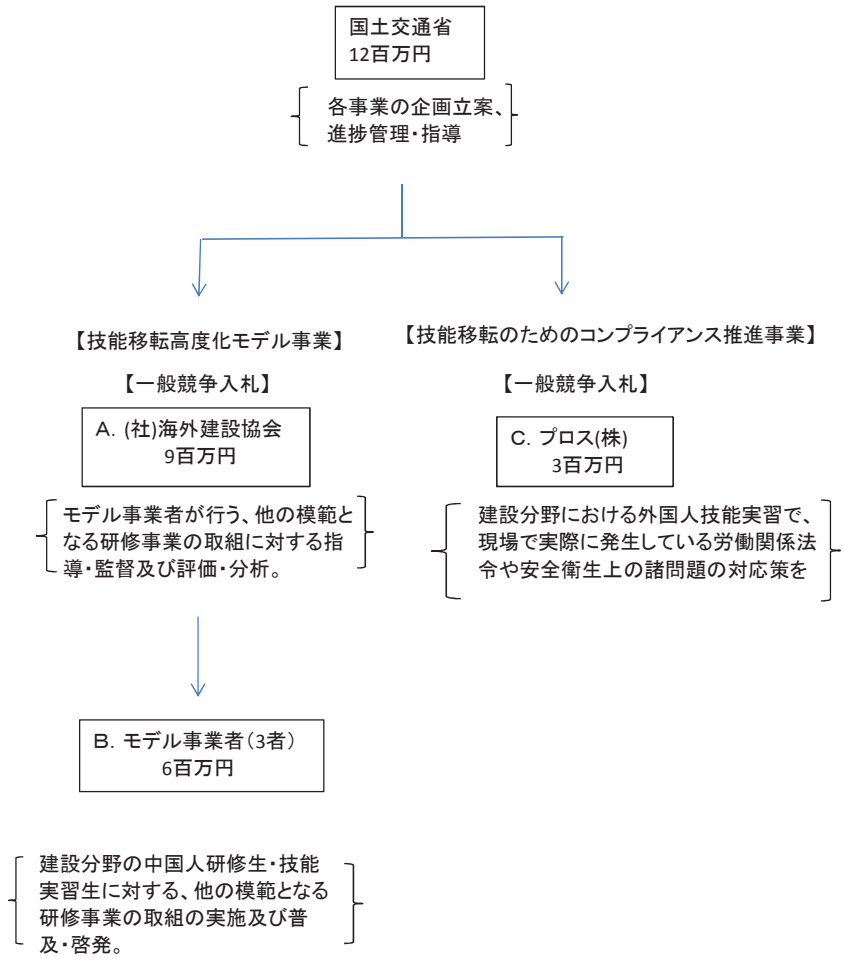 国土交通省
12百万円
各事業の企画立案、
進捗管理・指導
【技能移転高度化モデル事業】
【一般競争入札】
A. (社)海外建設協会
9百万円
モデル事業者が行う、他の模範と
なる研修事業の取組に対する指
導・監督及び評価・分析。
B. モデル事業者(3者)
6百万円
建設分野の中国人研修生・技能
実習生に対する、他の模範となる
研修事業の取組の実施及び普
及・啓発。
【技能移転のためのコンプライアンス推進事業】
【一般競争入札】
C. プロス(株)
3百万円
建設分野における外国人技能実習で、
現場で実際に発生している労働関係法
令や安全衛生上の諸問題の対応策を